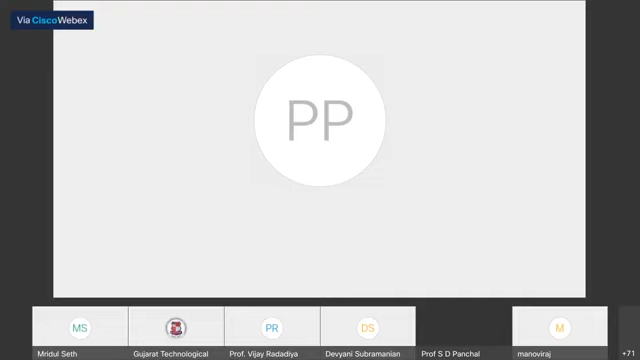 Via CiscoWebex
PP
MS
PR
DS
M
Mridul Seth
Gujarat Technological
Prof. Vijay Radadiya
Devyani Subramanian
Prof S D Panchal
manoviraj
+71